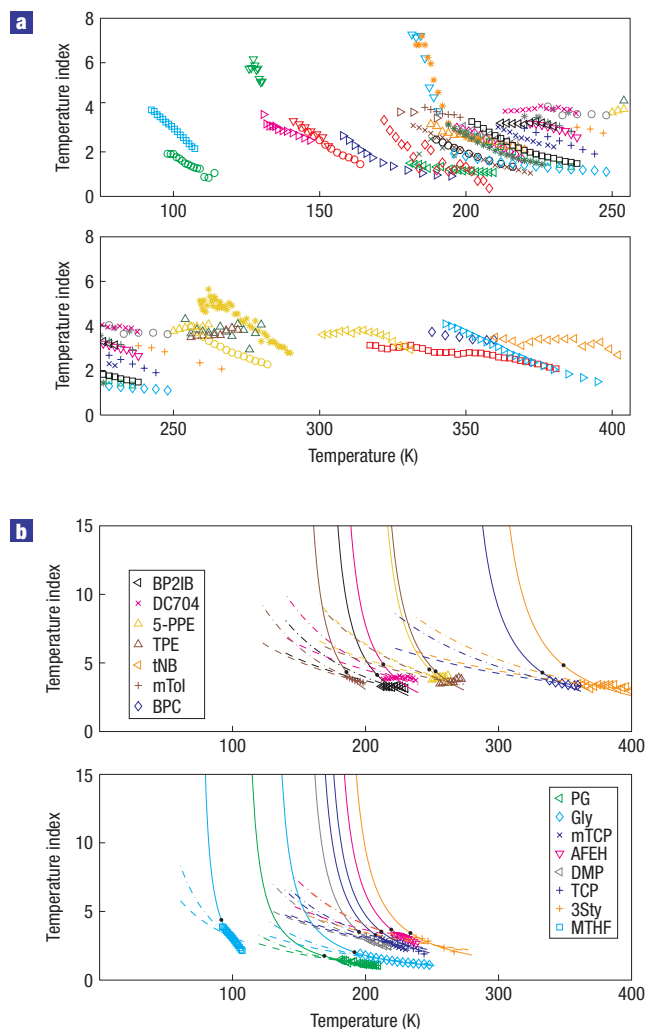 a
8
6
4
2
0
Temperature index
100 150 200 250
8
6
4
2
0
Temperature index
250 300 350 400
Temperature (K)
b
15
10
5
0
Temperature index
BP2IB
DC704
5-PPE
TPE
tNB
mTol
BPC
100 200 300 400
15
10
5
0
Temperature index
PG
Gly
mTCP
AFEH
DMP
TCP
3Sty
MTHF
100 200 300 400
Temperature (K)